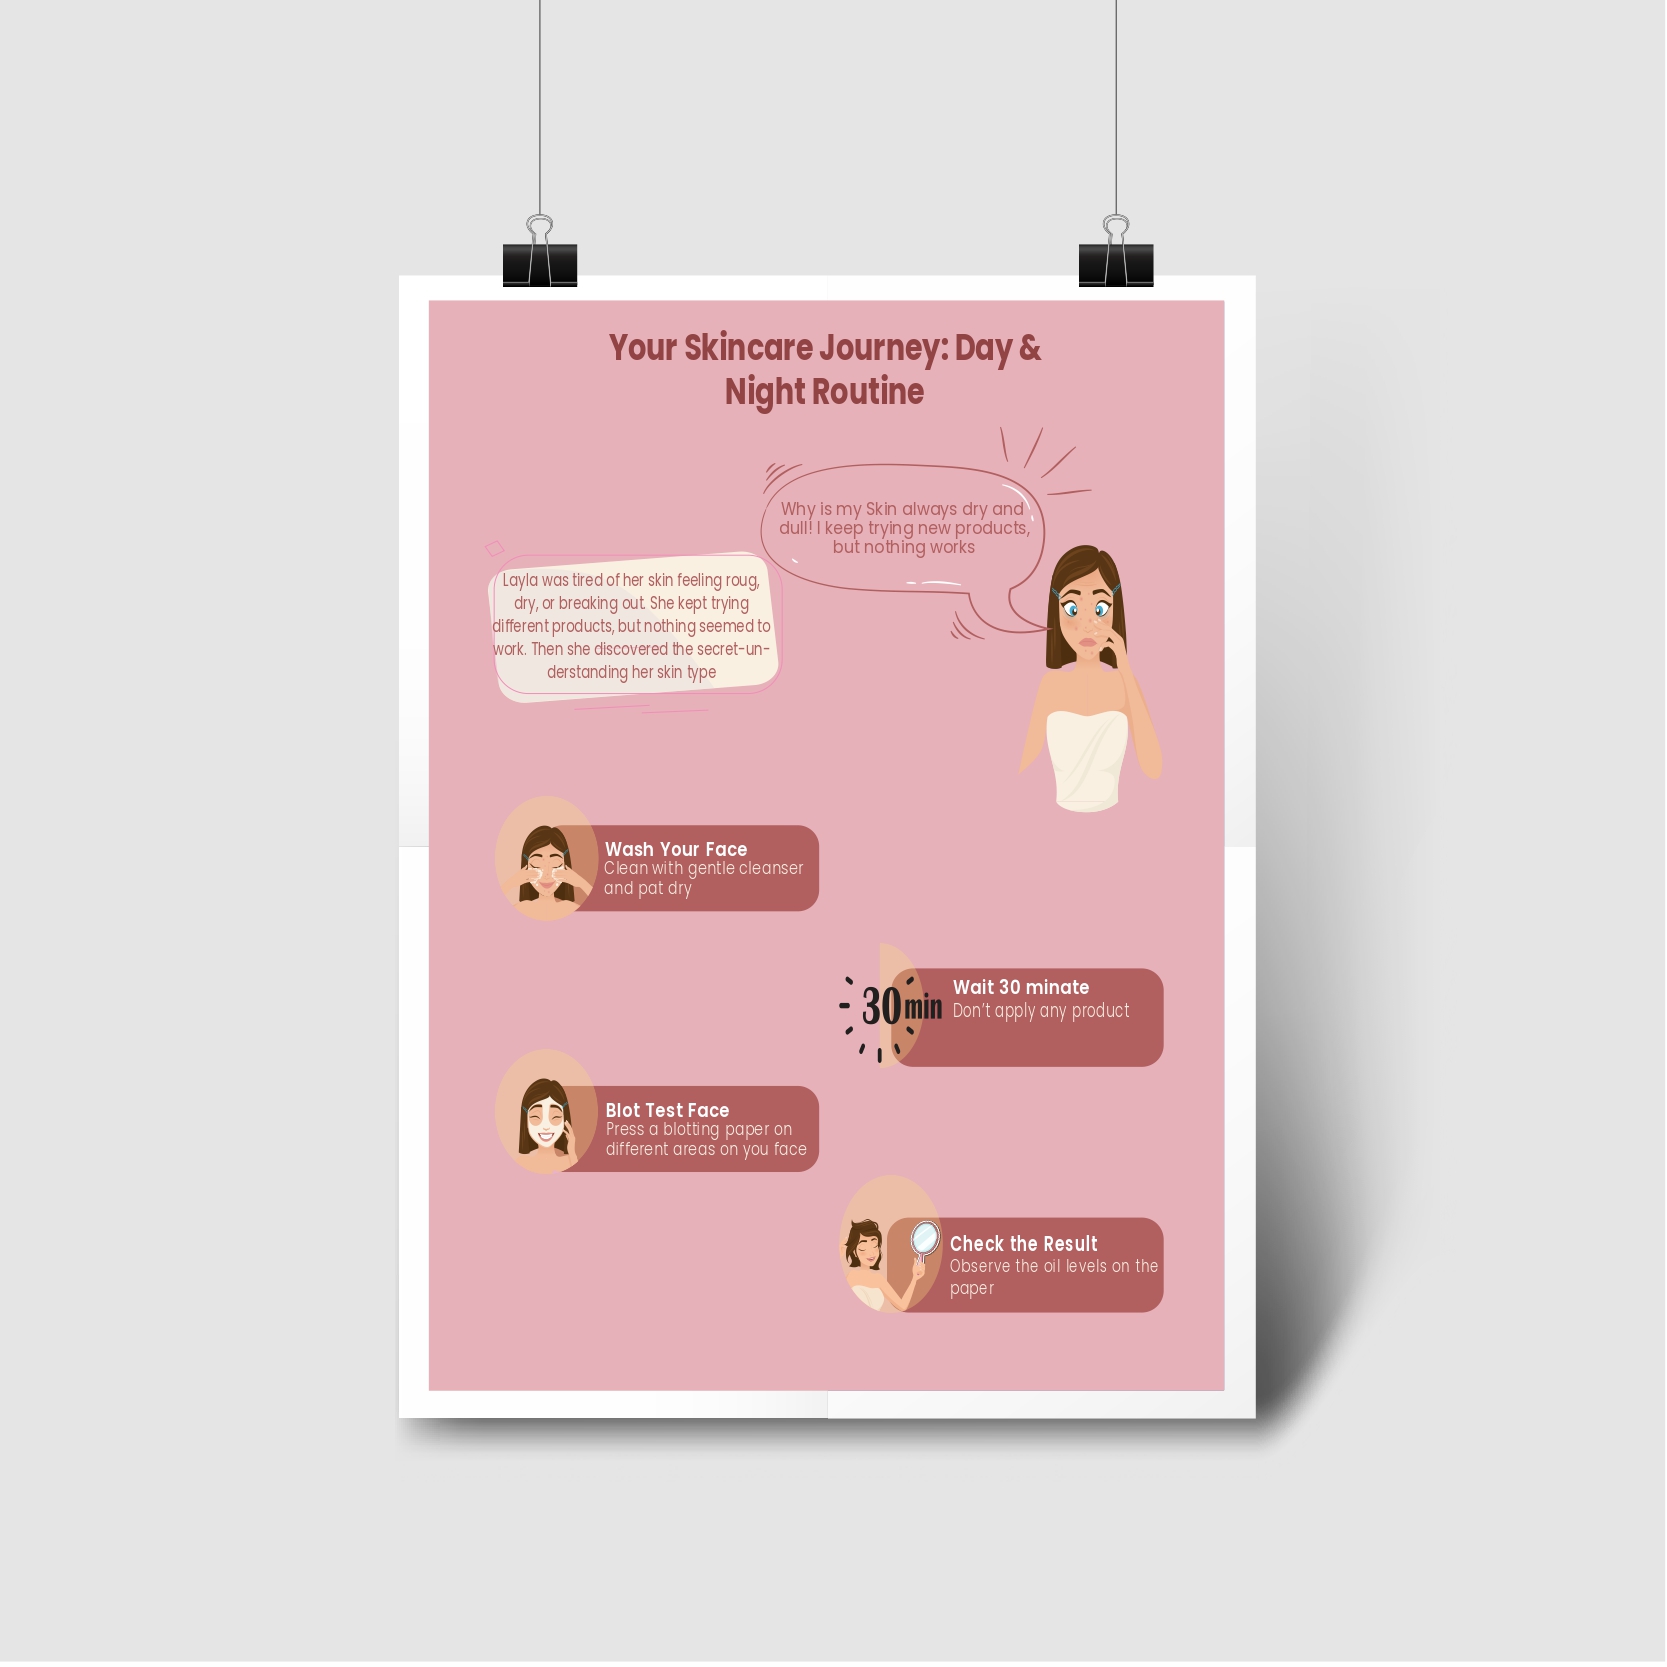 Your Skincare Journey: Day &
Night Routine
Why is my Skin always dry and
dull! I keep trying new products,
but nothing works
Layla was tired of her skin feeling roug,
dry, or breaking out. She kept trying
different products, but nothing seemed to
work. Then she discovered the secret-un-
derstanding her skin type
Wash Your Face
Clean with gentle cleanser
and pat dry
30 min
Wait 30 minate
Don't apply any product
Blot Test Face
Press a blotting paper on
different areas on you face
Check the Result
Observe the oil levels on the
paper